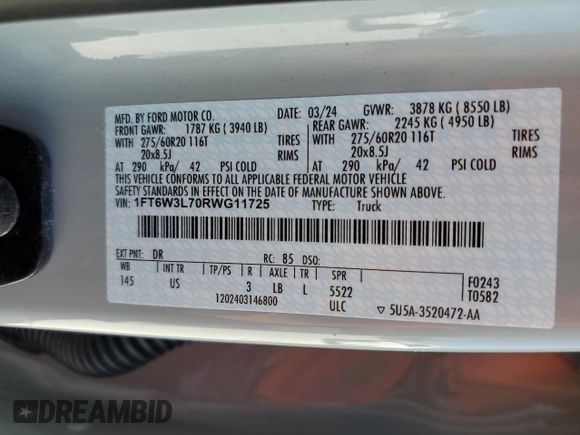 MFD. BY FORD MOTOR CO. DATE: 03/24 GVWR: 3878 KG ( 8550 LB)
FRONT GAWR: 1787 KG ( 3940 LB) REAR GAWR: 2245 KG ( 4950 LB)
WITH 275/60R20 116T TIRES WITH 275/60R20 116T TIRES
20x8.5J RIMS 20x8.5J RIMS
AT 290 kPa/ 42 PSI COLD AT 290 kPa/ 42 PSI COLD
THIS VEHICLE CONFORMS TO ALL APPLICABLE FEDERAL MOTOR VEHICLE
SAFETY STANDARDS IN EFFECT ON THE DATE OF MANUFACTURE SHOWN ABOVE.
VIN: 1FT6W3L70RWG11725 TYPE: Truck
EXT PNT: DR RC: 85 DSO:
WB INT TR TP/PS R AXLE TR SPR
145 US 3 LB L 5522
ULC
F0243
T0582
1202403146800
5U5A-3520472-AA
DREAMBID